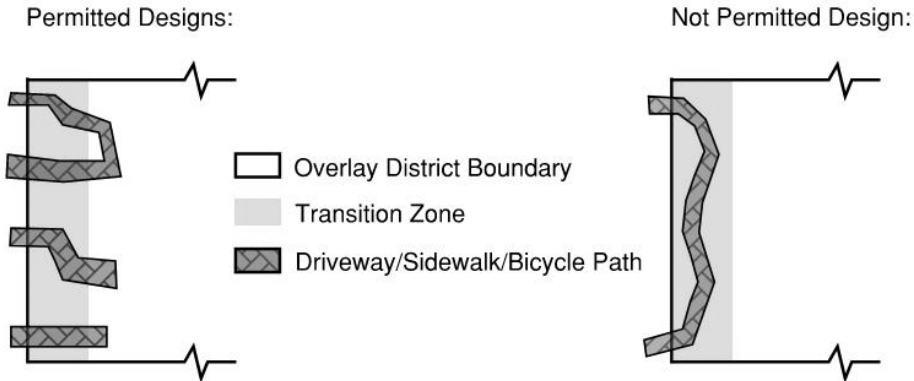 Permitted Designs:
Not Permitted Design:
Overlay District Boundary
Transition Zone
Driveway/Sidewalk/Bicycle Path